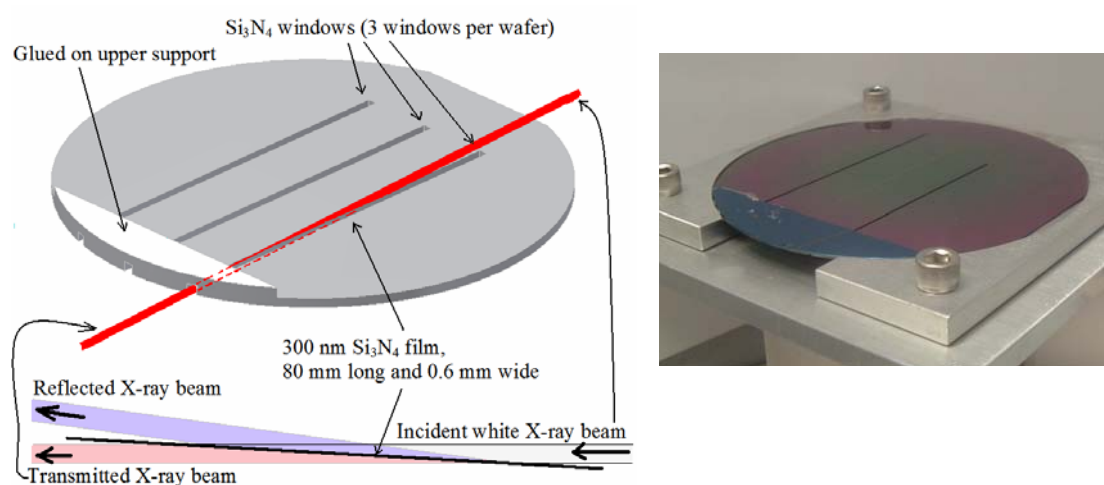 Si₃N₄ windows (3 windows per wafer)
Glued on upper support
300 nm Si₃N₄ film,
80 mm long and 0.6 mm wide
Reflected X-ray beam
Incident white X-ray beam
Transmitted X-ray beam